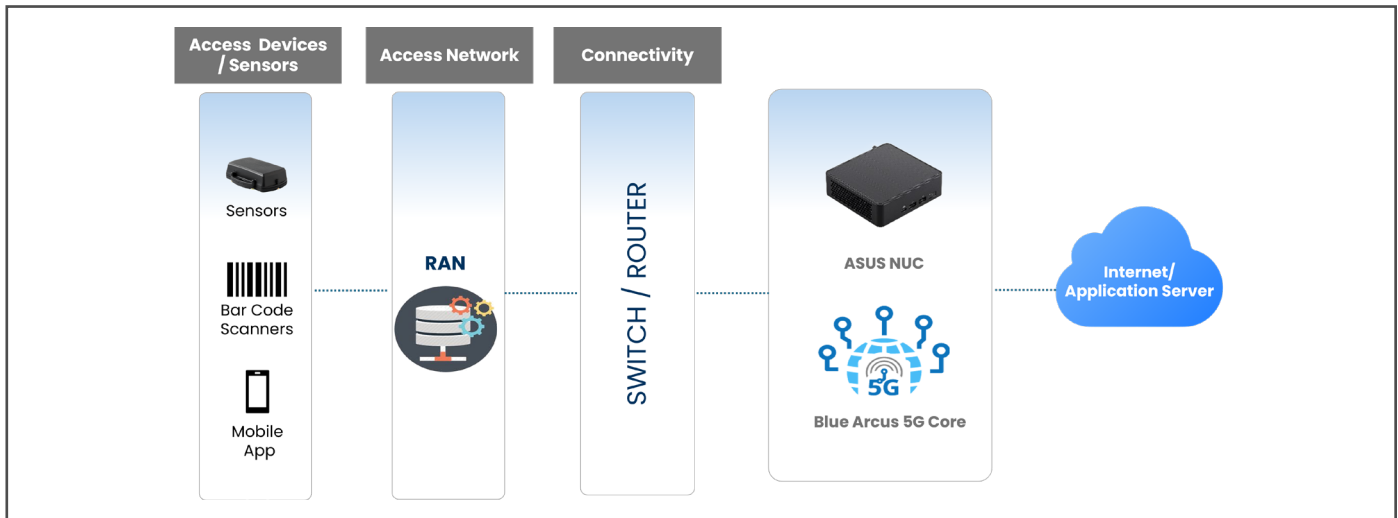 Access Devices
/ Sensors
Access Network
Connectivity
Sensors
Bar Code
Scanners
Mobile
App
RAN
SWITCH / ROUTER
ASUS NUC
5G
Blue Arcus 5G Core
Internet/
Application Server